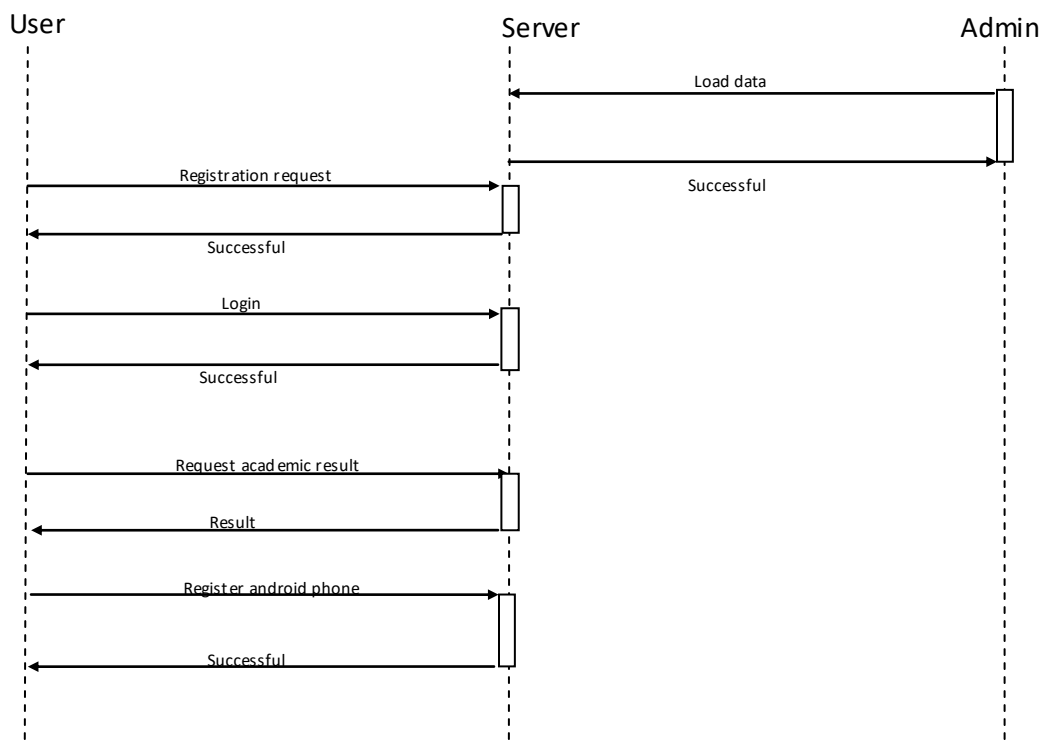 User
Server
Admin
Load data
Registration request
Successful
Successful
Login
Successful
Request academic result
Result
Register android phone
Successful